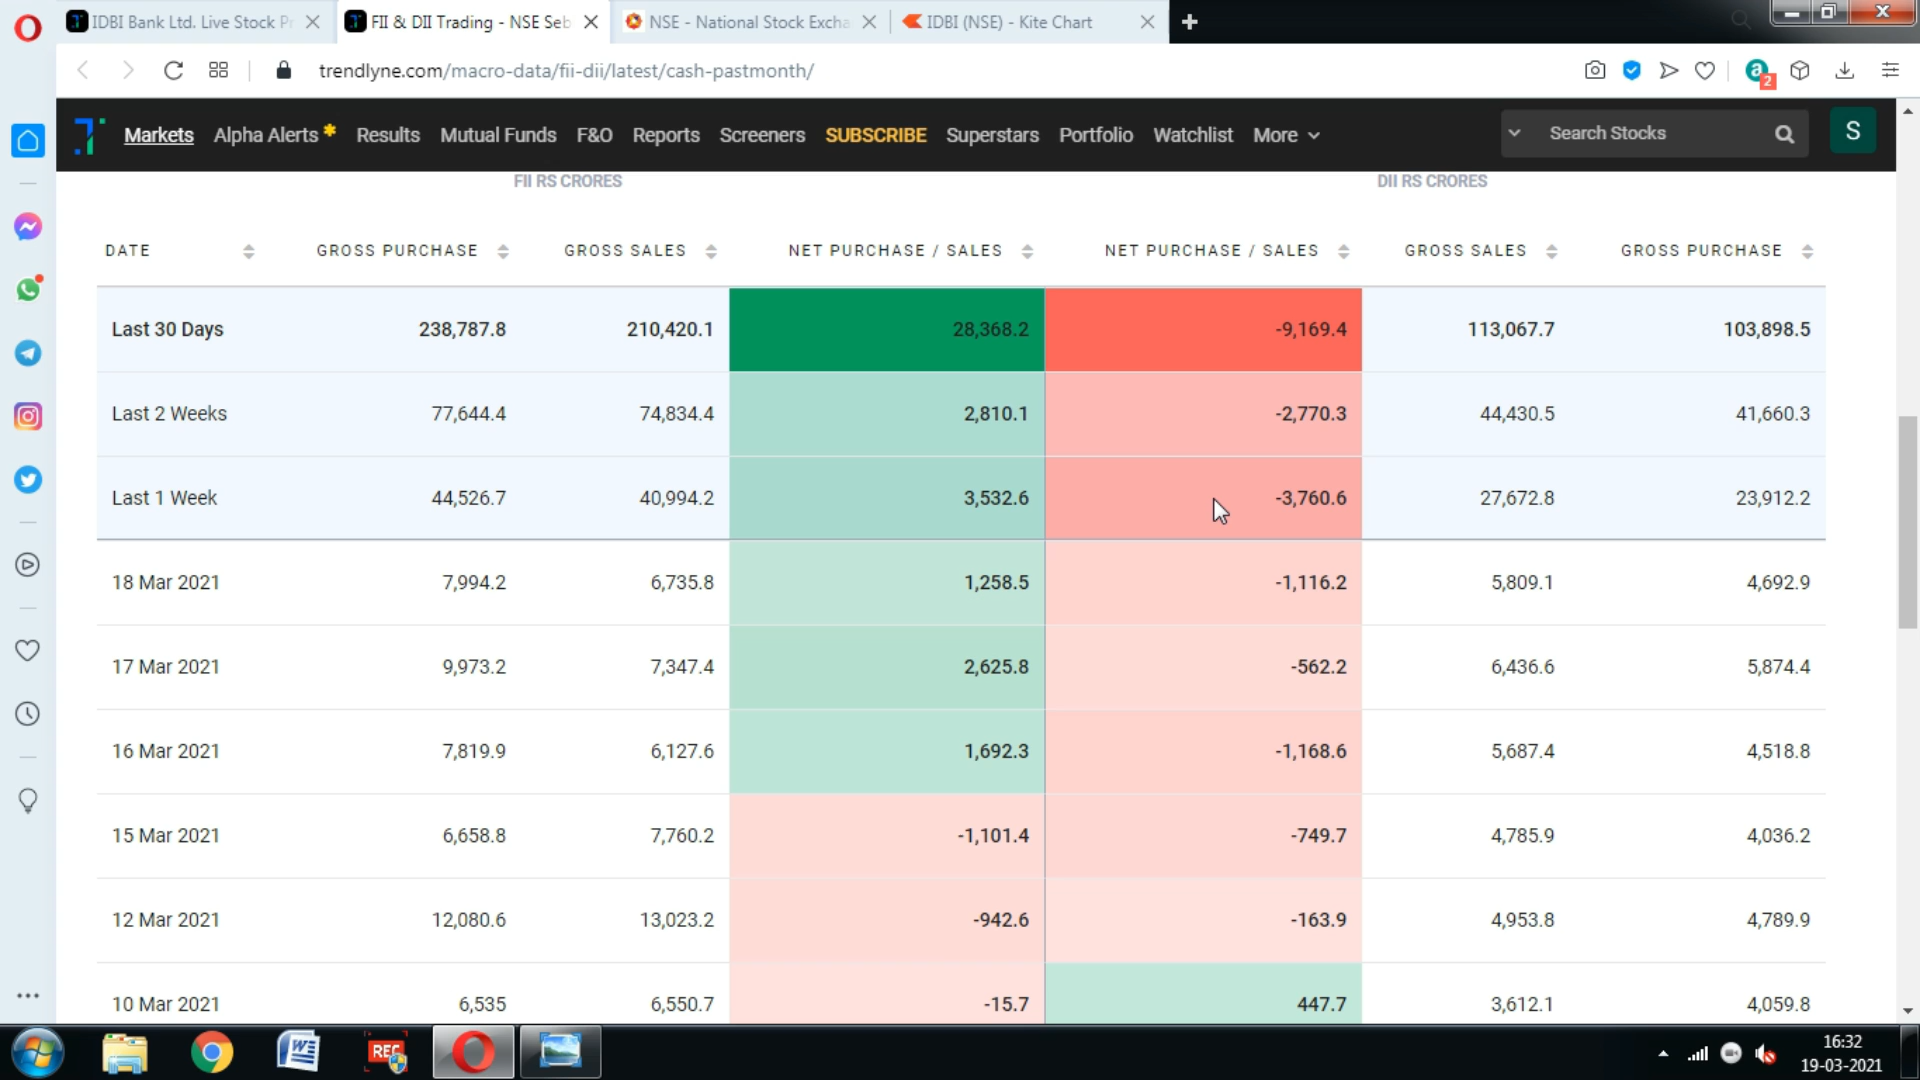 IDBI Bank Ltd. Live Stock Pr
FII & DII Trading - NSE Seb
NSE - National Stock Excha
IDBI (NSE) - Kite Chart
trendlyne.com/macro-data/fii-dii/latest/cash-pastmonth/
2
Markets Alpha Alerts Results Mutual Funds F&O Reports Screeners SUBSCRIBE Superstars Portfolio Watchlist More Search Stocks S
FII RS CRORES DII RS CRORES
DATE GROSS PURCHASE GROSS SALES NET PURCHASE / SALES NET PURCHASE / SALES GROSS SALES GROSS PURCHASE
Last 30 Days 238,787.8 210,420.1 28,368.2 -9,169.4 113,067.7 103,898.5
Last 2 Weeks 77,644.4 74,834.4 2,810.1 -2,770.3 44,430.5 41,660.3
Last 1 Week 44,526.7 40,994.2 3,532.6 -3,760.6 27,672.8 23,912.2
18 Mar 2021 7,994.2 6,735.8 1,258.5 -1,116.2 5,809.1 4,692.9
17 Mar 2021 9,973.2 7,347.4 2,625.8 -562.2 6,436.6 5,874.4
16 Mar 2021 7,819.9 6,127.6 1,692.3 -1,168.6 5,687.4 4,518.8
15 Mar 2021 6,658.8 7,760.2 -1,101.4 -749.7 4,785.9 4,036.2
12 Mar 2021 12,080.6 13,023.2 -942.6 -163.9 4,953.8 4,789.9
10 Mar 2021 6,535 6,550.7 -15.7 447.7 3,612.1 4,059.8
REC
16:32
19-03-2021